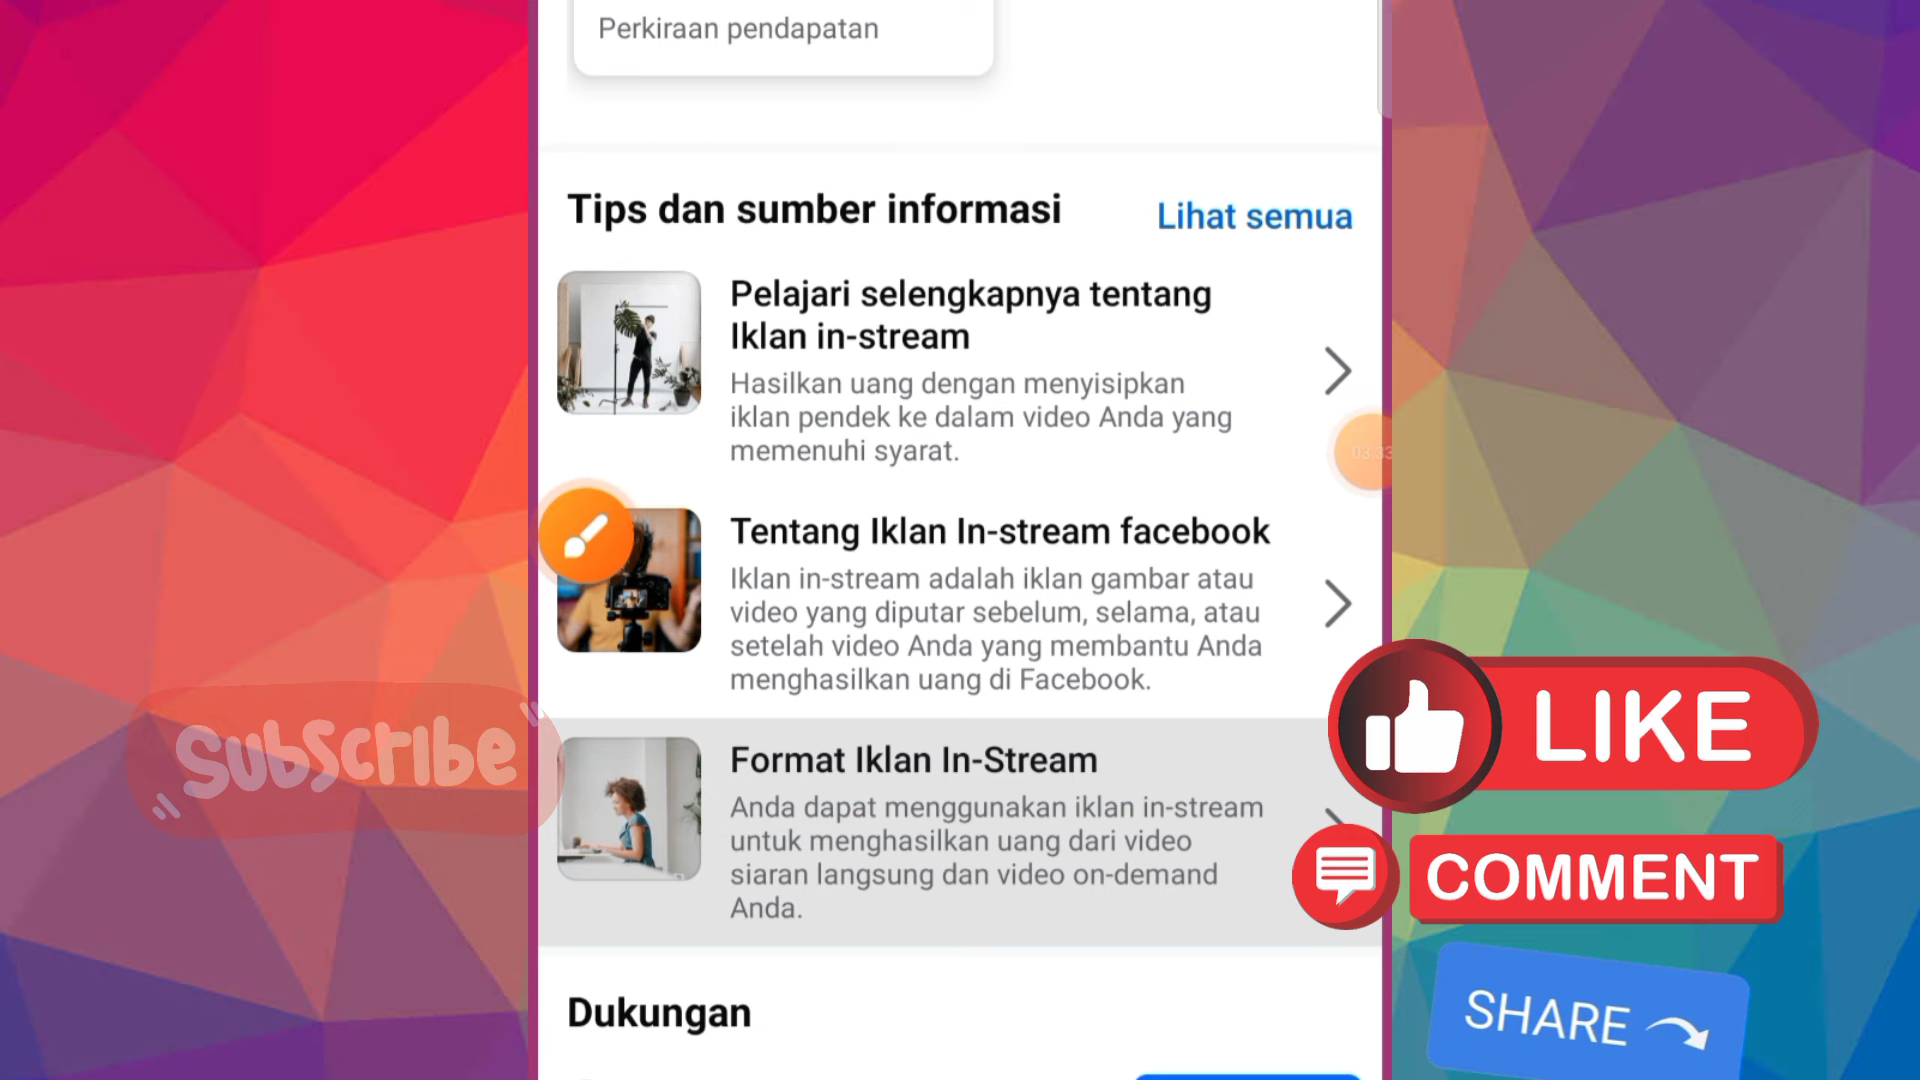 Perkiraan pendapatan
Tips dan sumber informasi
Lihat semua
Pelajari selengkapnya tentang
Iklan in-stream
Hasilkan uang dengan menyisipkan
iklan pendek ke dalam video Anda yang
memenuhi syarat.
03:33
Tentang Iklan In-stream facebook
Iklan in-stream adalah iklan gambar atau
video yang diputar sebelum, selama, atau
setelah video Anda yang membantu Anda
menghasilkan uang di Facebook.
Subscribe
LIKE
Format Iklan In-Stream
Anda dapat menggunakan iklan in-stream
untuk menghasilkan uang dari video
siaran langsung dan video on-demand
Anda.
COMMENT
Dukungan
SHARE